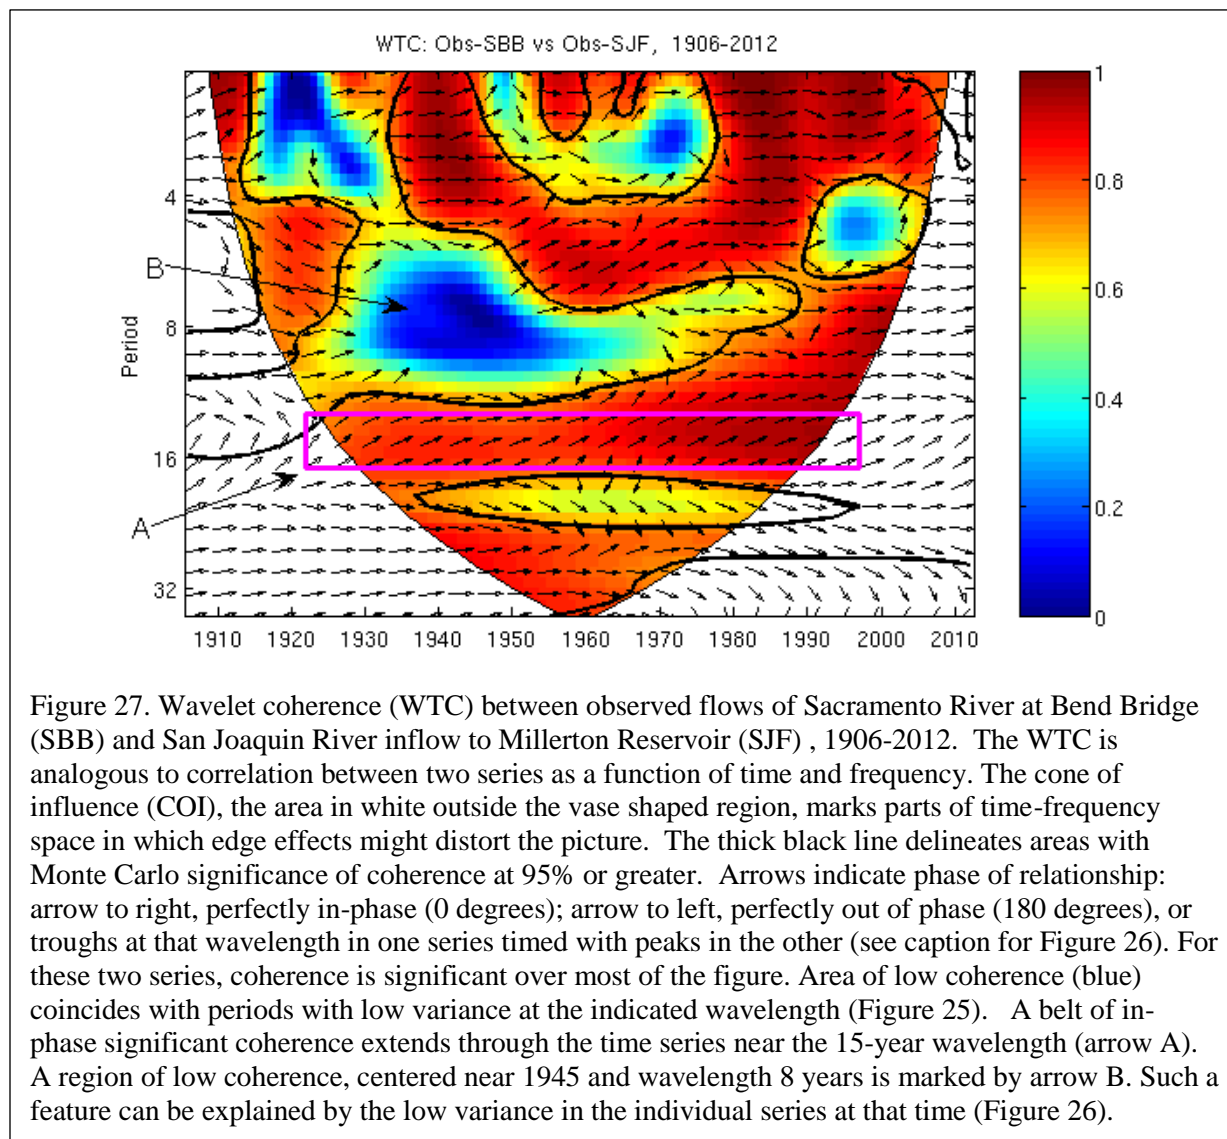 WTC: Obs-SBB vs Obs-SJF, 1906-2012
1
0.8
0.6
0.4
0.2
0
Period
4
8
16
32
B
A
1910 1920 1930 1940 1950 1960 1970 1980 1990 2000 2010
Figure 27. Wavelet coherence (WTC) between observed flows of Sacramento River at Bend Bridge
(SBB) and San Joaquin River inflow to Millerton Reservoir (SJF) , 1906-2012. The WTC is
analogous to correlation between two series as a function of time and frequency. The cone of
influence (COI), the area in white outside the vase shaped region, marks parts of time-frequency
space in which edge effects might distort the picture. The thick black line delineates areas with
Monte Carlo significance of coherence at 95% or greater. Arrows indicate phase of relationship:
arrow to right, perfectly in-phase (0 degrees); arrow to left, perfectly out of phase (180 degrees), or
troughs at that wavelength in one series timed with peaks in the other (see caption for Figure 26). For
these two series, coherence is significant over most of the figure. Area of low coherence (blue)
coincides with periods with low variance at the indicated wavelength (Figure 25). A belt of in-
phase significant coherence extends through the time series near the 15-year wavelength (arrow A).
A region of low coherence, centered near 1945 and wavelength 8 years is marked by arrow B. Such a
feature can be explained by the low variance in the individual series at that time (Figure 26).